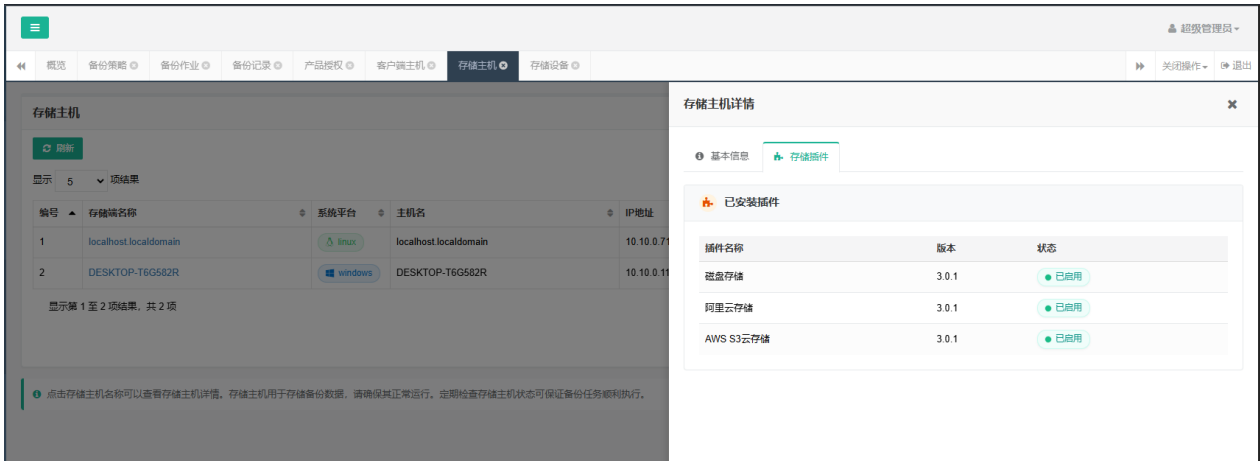 超级管理员
概览 备份策略 备份作业 备份记录 产品授权 客户端主机 存储主机 存储设备 关闭操作 退出
存储主机
刷新
显示 5 项结果
编号 存储端名称 系统平台 主机名 IP地址
1 localhost.localdomain linux localhost.localdomain 10.10.0.71
2 DESKTOP-T6G582R windows DESKTOP-T6G582R 10.10.0.11
显示第 1 至 2 项结果，共 2 项
点击存储主机名称可以查看存储主机详情。存储主机用于存储备份数据，请确保其正常运行。定期检查存储主机状态可保证备份任务顺利执行。
存储主机详情
基本信息 存储插件
已安装插件
插件名称 版本 状态
磁盘存储 3.0.1 已启用
阿里云存储 3.0.1 已启用
AWS S3云存储 3.0.1 已启用